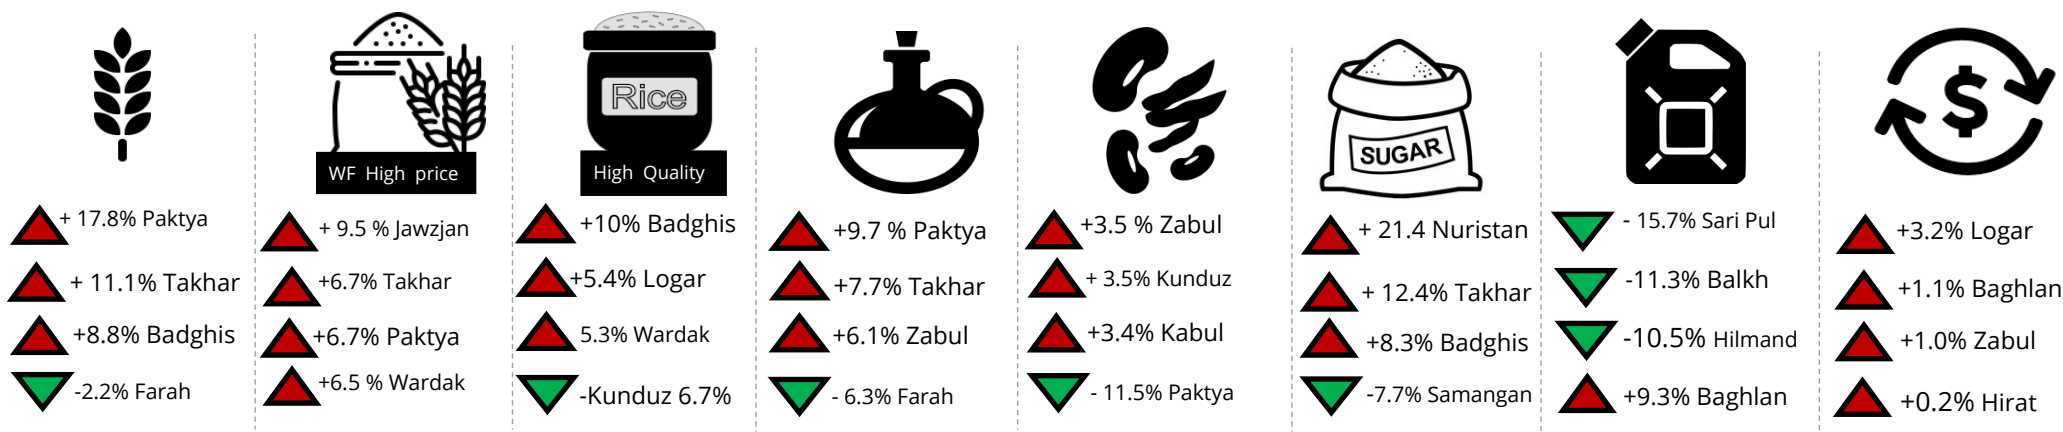 + 17.8% Paktya
+ 11.1% Takhar
+8.8% Badghis
-2.2% Farah
WF High price
+ 9.5 % Jawzjan
+6.7% Takhar
+6.7% Paktya
+6.5 % Wardak
Rice
High Quality
+10% Badghis
+5.4% Logar
5.3% Wardak
-Kunduz 6.7%
+9.7 % Paktya
+7.7% Takhar
+6.1% Zabul
- 6.3% Farah
+3.5 % Zabul
+ 3.5% Kunduz
+3.4% Kabul
- 11.5% Paktya
SUGAR
+ 21.4 Nuristan
+ 12.4% Takhar
+8.3% Badghis
-7.7% Samangan
- 15.7% Sari Pul
-11.3% Balkh
-10.5% Hilmand
+9.3% Baghlan
$
+3.2% Logar
+1.1% Baghlan
+1.0% Zabul
+0.2% Hirat